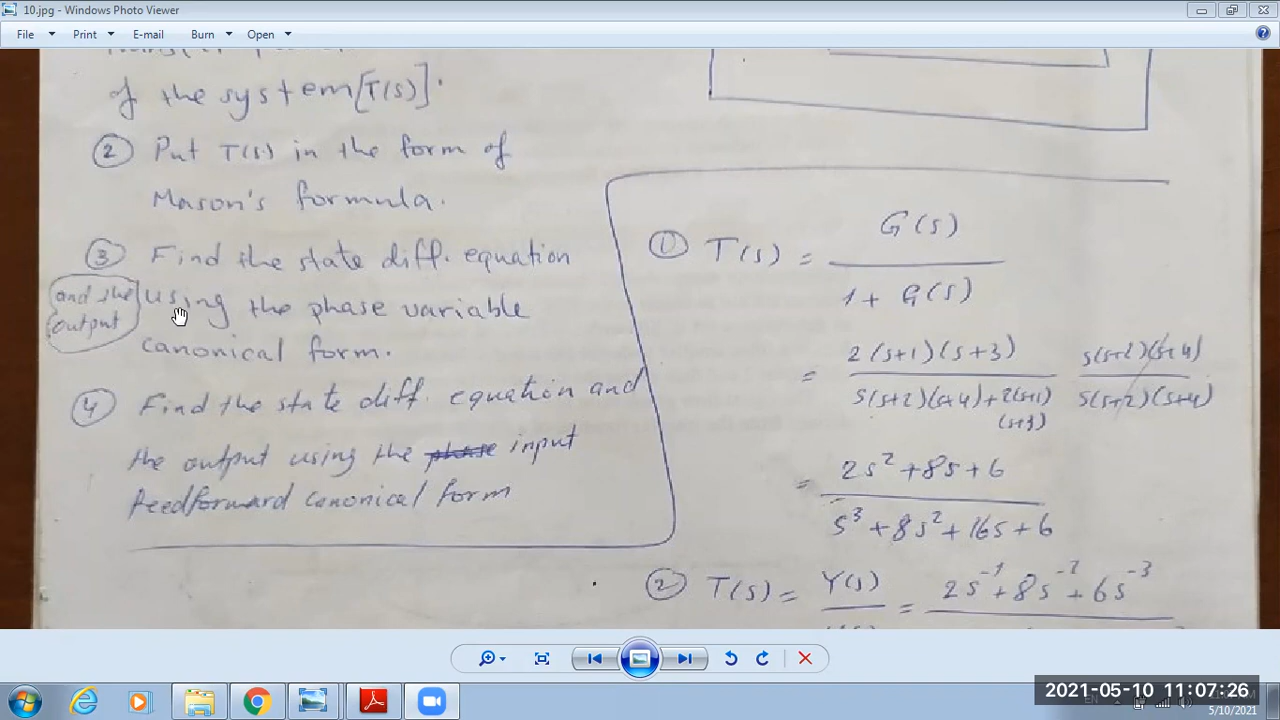 10.jpg - Windows Photo Viewer
File Print E-mail Burn Open
of the system [T(s)].
② Put T(s) in the form of
Mason's formula.
③ Find the state diff. equation
and the output
using the phase variable
canonical form.
④ Find the state diff. equation and
the output using the phase input
feedforward canonical form
① T(s) = G(s) / 1 + G(s)
= 2(s+1)(s+3) / s(s+2)(s+4)+2(s+1)(s+3) s(s+2)(s+4) / s(s+2)(s+4)
= 2s² + 8s + 6 / s³ + 8s² + 16s + 6
② T(s) = Y(s) = 2s⁻¹ + 8s⁻² + 6s⁻³
2021-05-10 11:07:26
5/10/2021